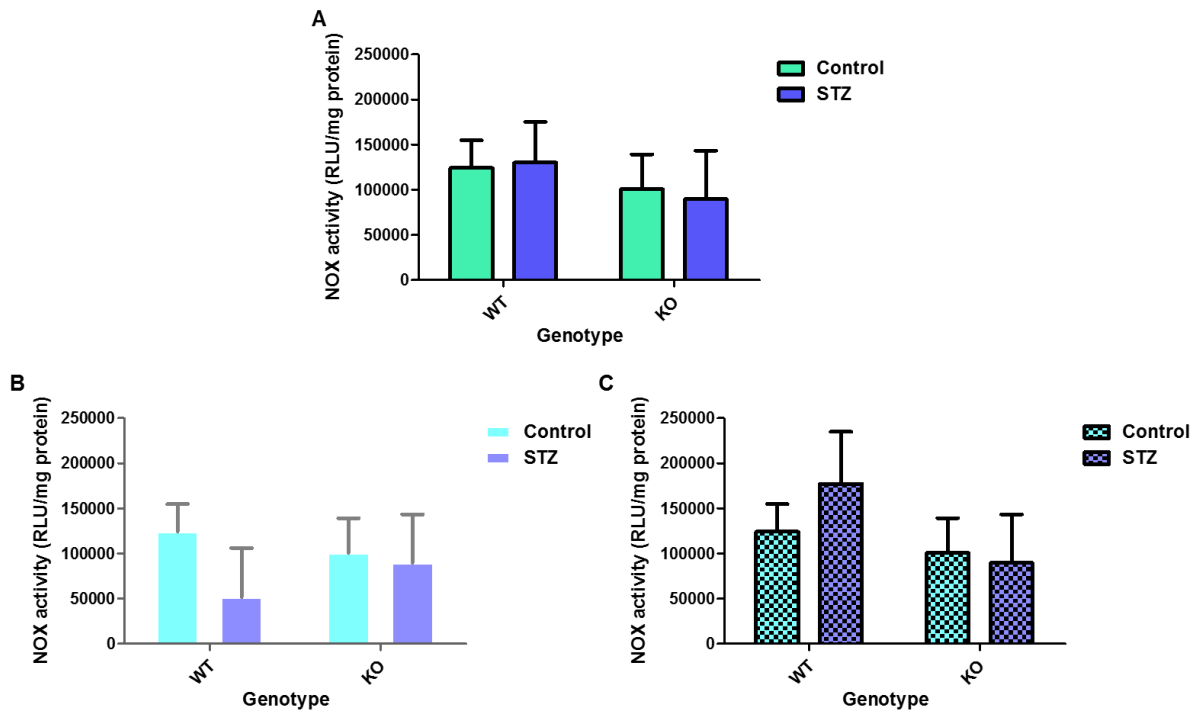 A
NOX activity (RLU/mg protein)
250000
200000
150000
100000
50000
0
WT
KO
Genotype
Control
STZ
B
NOX activity (RLU/mg protein)
250000
200000
150000
100000
50000
0
WT
KO
Genotype
Control
STZ
C
NOX activity (RLU/mg protein)
250000
200000
150000
100000
50000
0
WT
KO
Genotype
Control
STZ